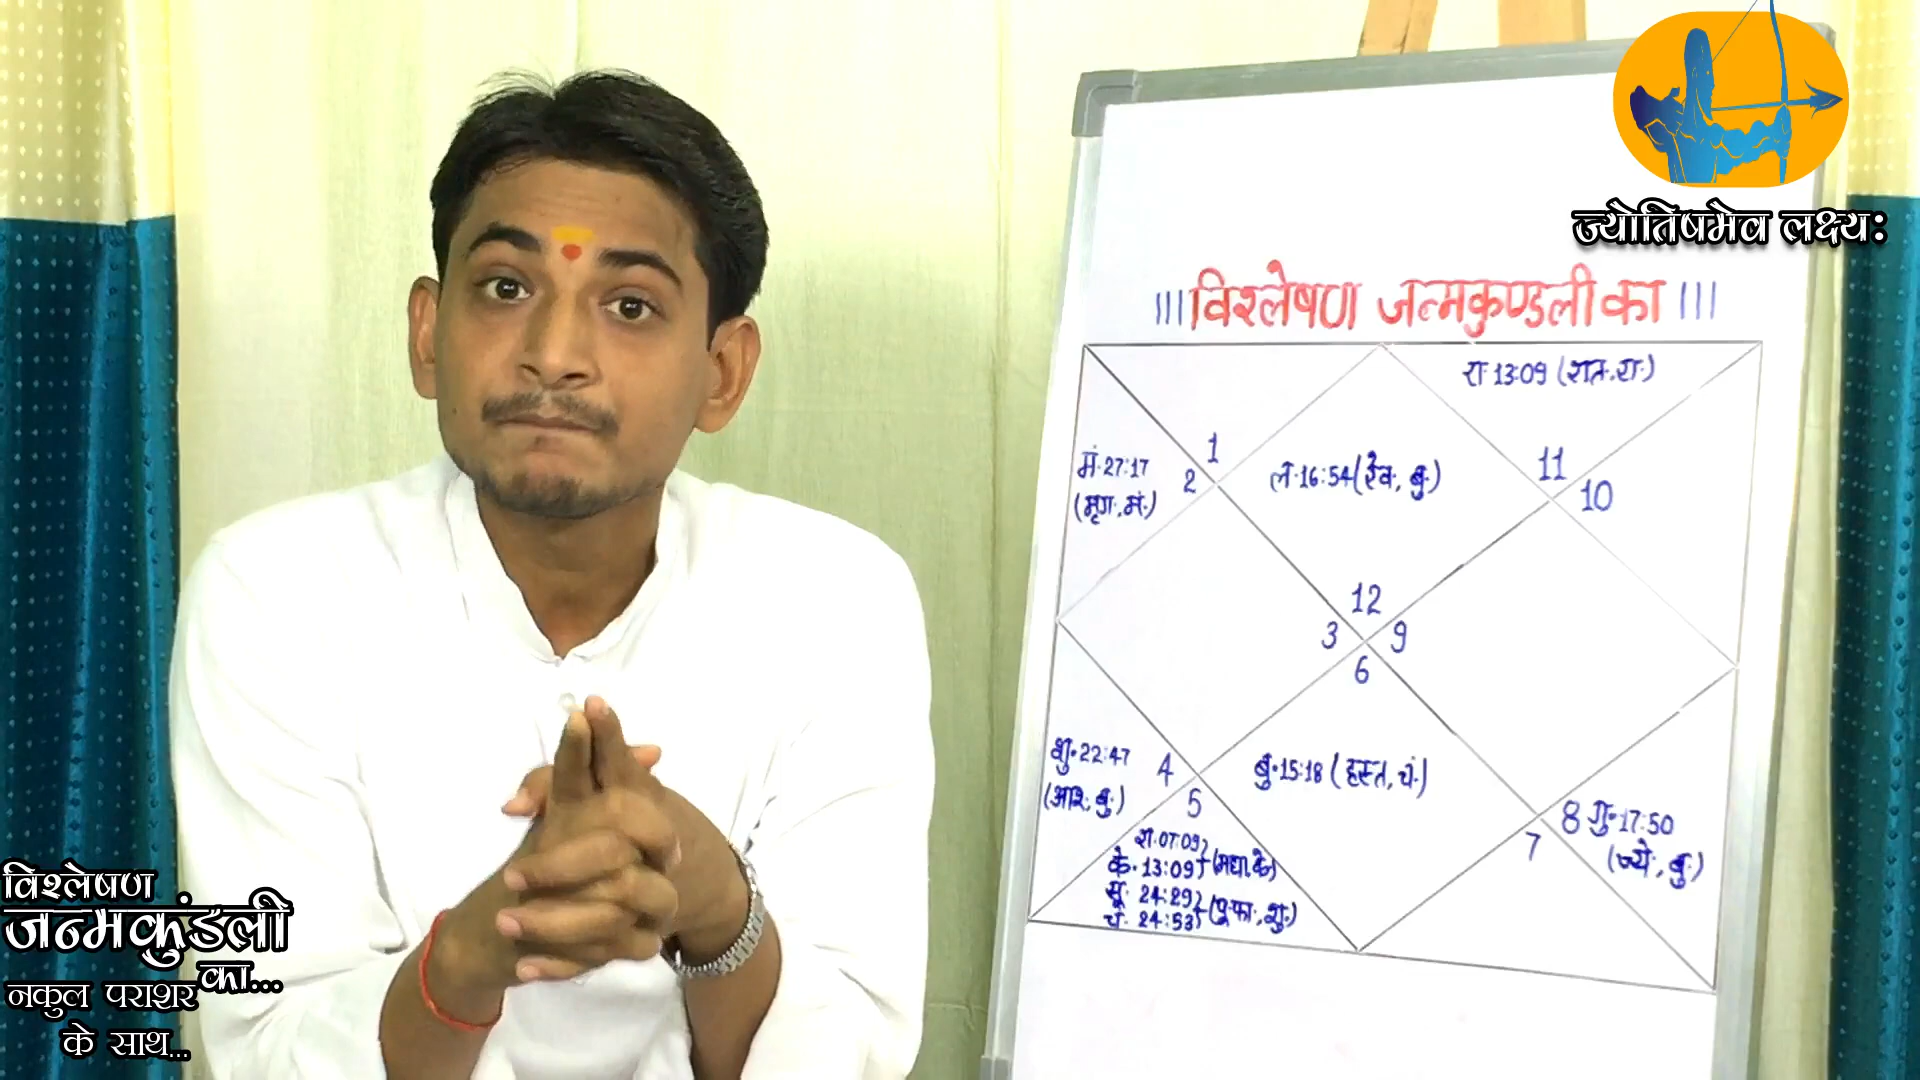 ज्योतिषमेव लक्ष्य:
|||विश्लेषण जन्मकुण्डली का|||
रा. 13:09 (शत., रा.)
मं. 27:17
(मृग., मं.)
1
2
ल. 16:54 (रेव., बु.)
11
10
12
3
9
6
शु. 22:47
(आश्ले., बु.)
4
5
बु. 15:18 (हस्त, चं.)
8
गु. 17:50
(ज्ये., बु.)
7
श. 07:09
के. 13:09 (मघा, के)
सू. 24:29
चं. 24:53 (पू.फा., शु.)
विश्लेषण
जन्मकुंडली
का...
नकुल पराशर
के साथ...